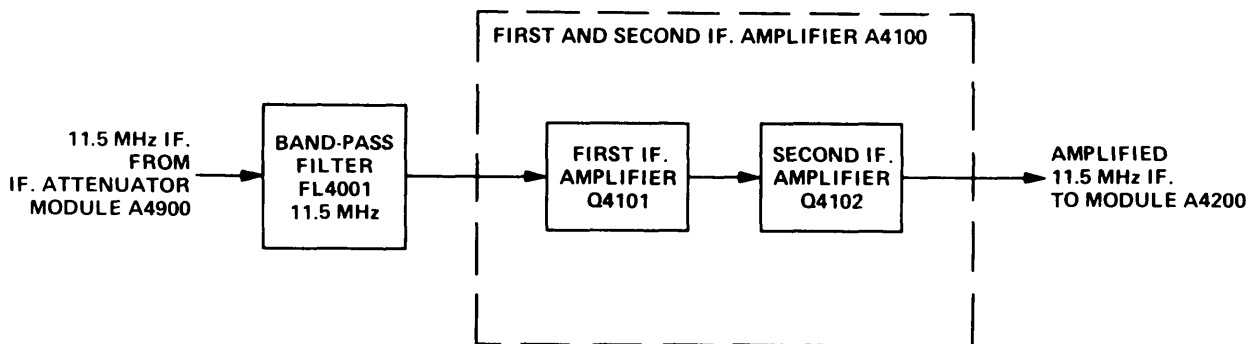 FIRST AND SECOND IF. AMPLIFIER A4100
11.5 MHz IF.
FROM
IF. ATTENUATOR
MODULE A4900
BAND-PASS
FILTER
FL4001
11.5 MHz
FIRST IF.
AMPLIFIER
Q4101
SECOND IF.
AMPLIFIER
Q4102
AMPLIFIED
11.5 MHz IF.
TO MODULE A4200